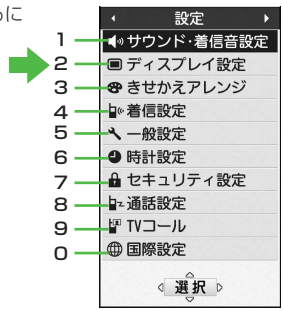 うに
設定
1 サウンド・着信音設定
2 ディスプレイ設定
3 きせかえアレンジ
4 着信設定
5 一般設定
6 時計設定
7 セキュリティ設定
8 通話設定
9 TVコール
0 国際設定
選択